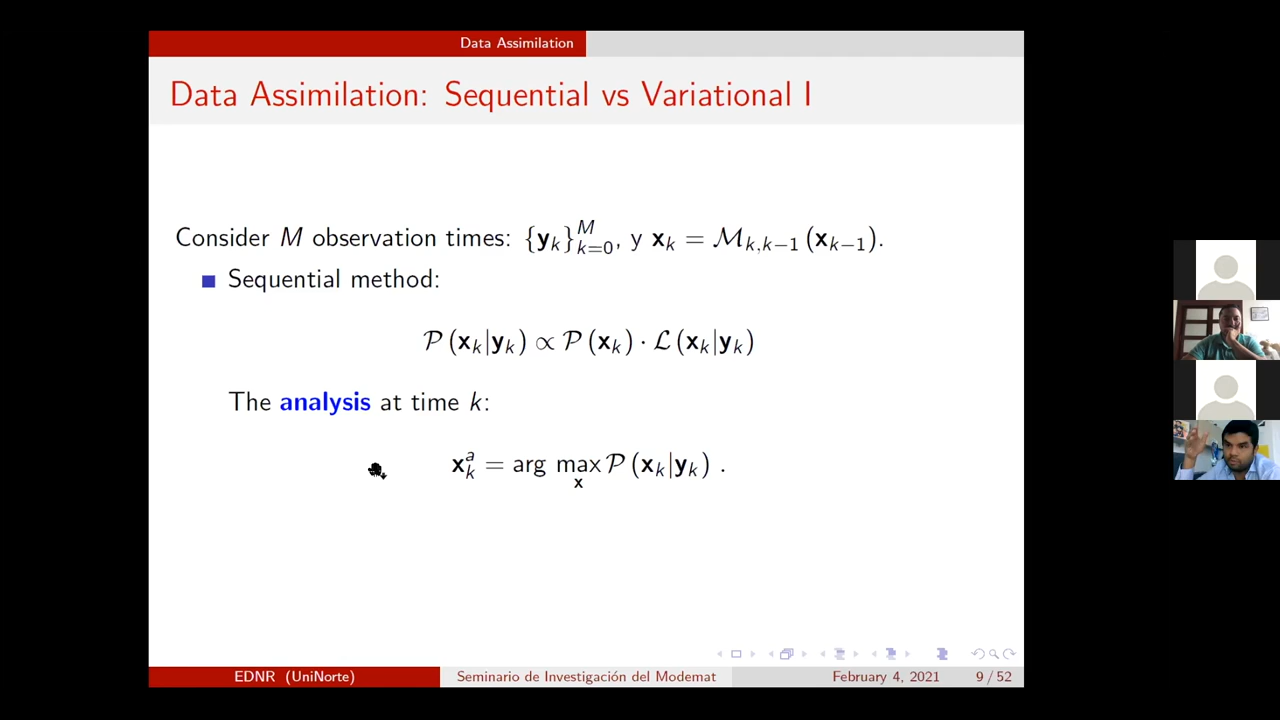 Data Assimilation
Data Assimilation: Sequential vs Variational I
Consider M observation times: {y_k}_{k=0}^M, y x_k = ℳ_{k,k−1} (x_{k−1}).
Sequential method:
𝒫 (x_k|y_k) ∝ 𝒫 (x_k) · ℒ (x_k|y_k)
The analysis at time k:
x_k^a = arg max_x 𝒫 (x_k|y_k) .
EDNR (UniNorte) Seminario de Investigación del Modemat February 4, 2021 9 / 52